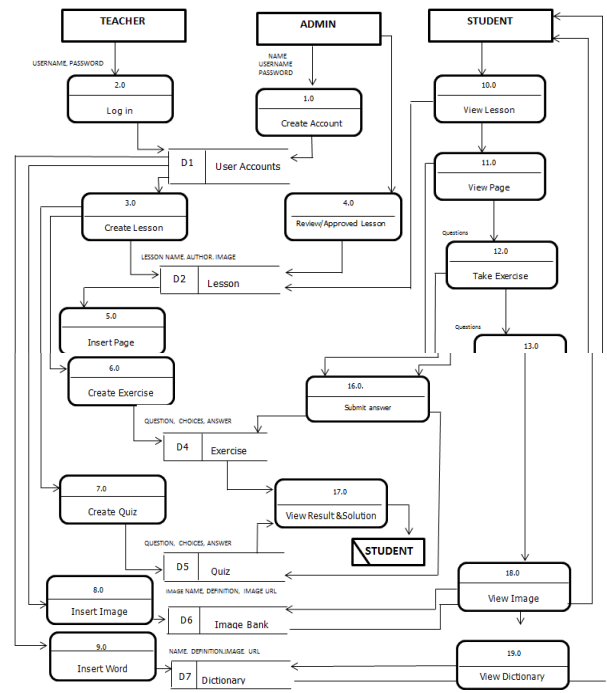 TEACHER
ADMIN
STUDENT
USERNAME, PASSWORD
NAME
USERNAME
PASSWORD
2.0
Log in
1.0
Create Account
10.0
View Lesson
D1
User Accounts
11.0
View Page
3.0
Create Lesson
4.0
Review/Approved Lesson
Questions
12.0
Take Exercise
LESSON NAME, AUTHOR. IMAGE
D2
Lesson
5.0
Insert Page
Questions
13.0
6.0
Create Exercise
16.0.
Submit answer
QUESTION, CHOICES, ANSWER
D4
Exercise
7.0
Create Quiz
17.0
View Result &Solution
QUESTION, CHOICES, ANSWER
STUDENT
D5
Quiz
8.0
Insert Image
IMAGE NAME, DEFINITION, IMAGE URL
D6
Image Bank
18.0
View Image
9.0
Insert Word
NAME, DEFINITION,IMAGE. URL
D7
Dictionary
19.0
View Dictionary